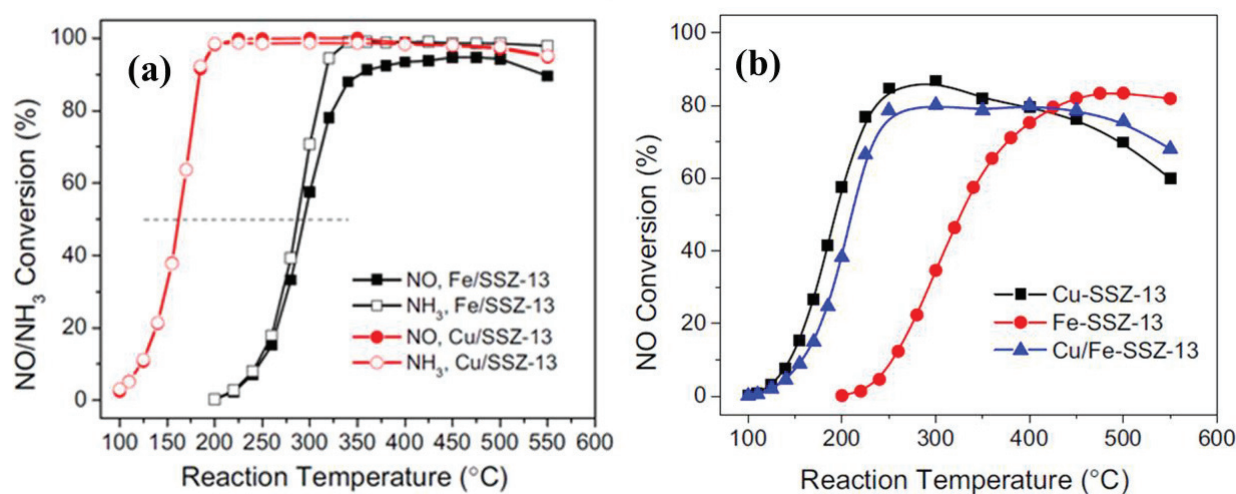 (a)
NO/NH3 Conversion (%)
100
80
60
40
20
0
NO, Fe/SSZ-13
NH3, Fe/SSZ-13
NO, Cu/SSZ-13
NH3, Cu/SSZ-13
100 150 200 250 300 350 400 450 500 550 600
Reaction Temperature (°C)
(b)
NO Conversion (%)
100
80
60
40
20
0
Cu-SSZ-13
Fe-SSZ-13
Cu/Fe-SSZ-13
100 200 300 400 500 600
Reaction Temperature (°C)